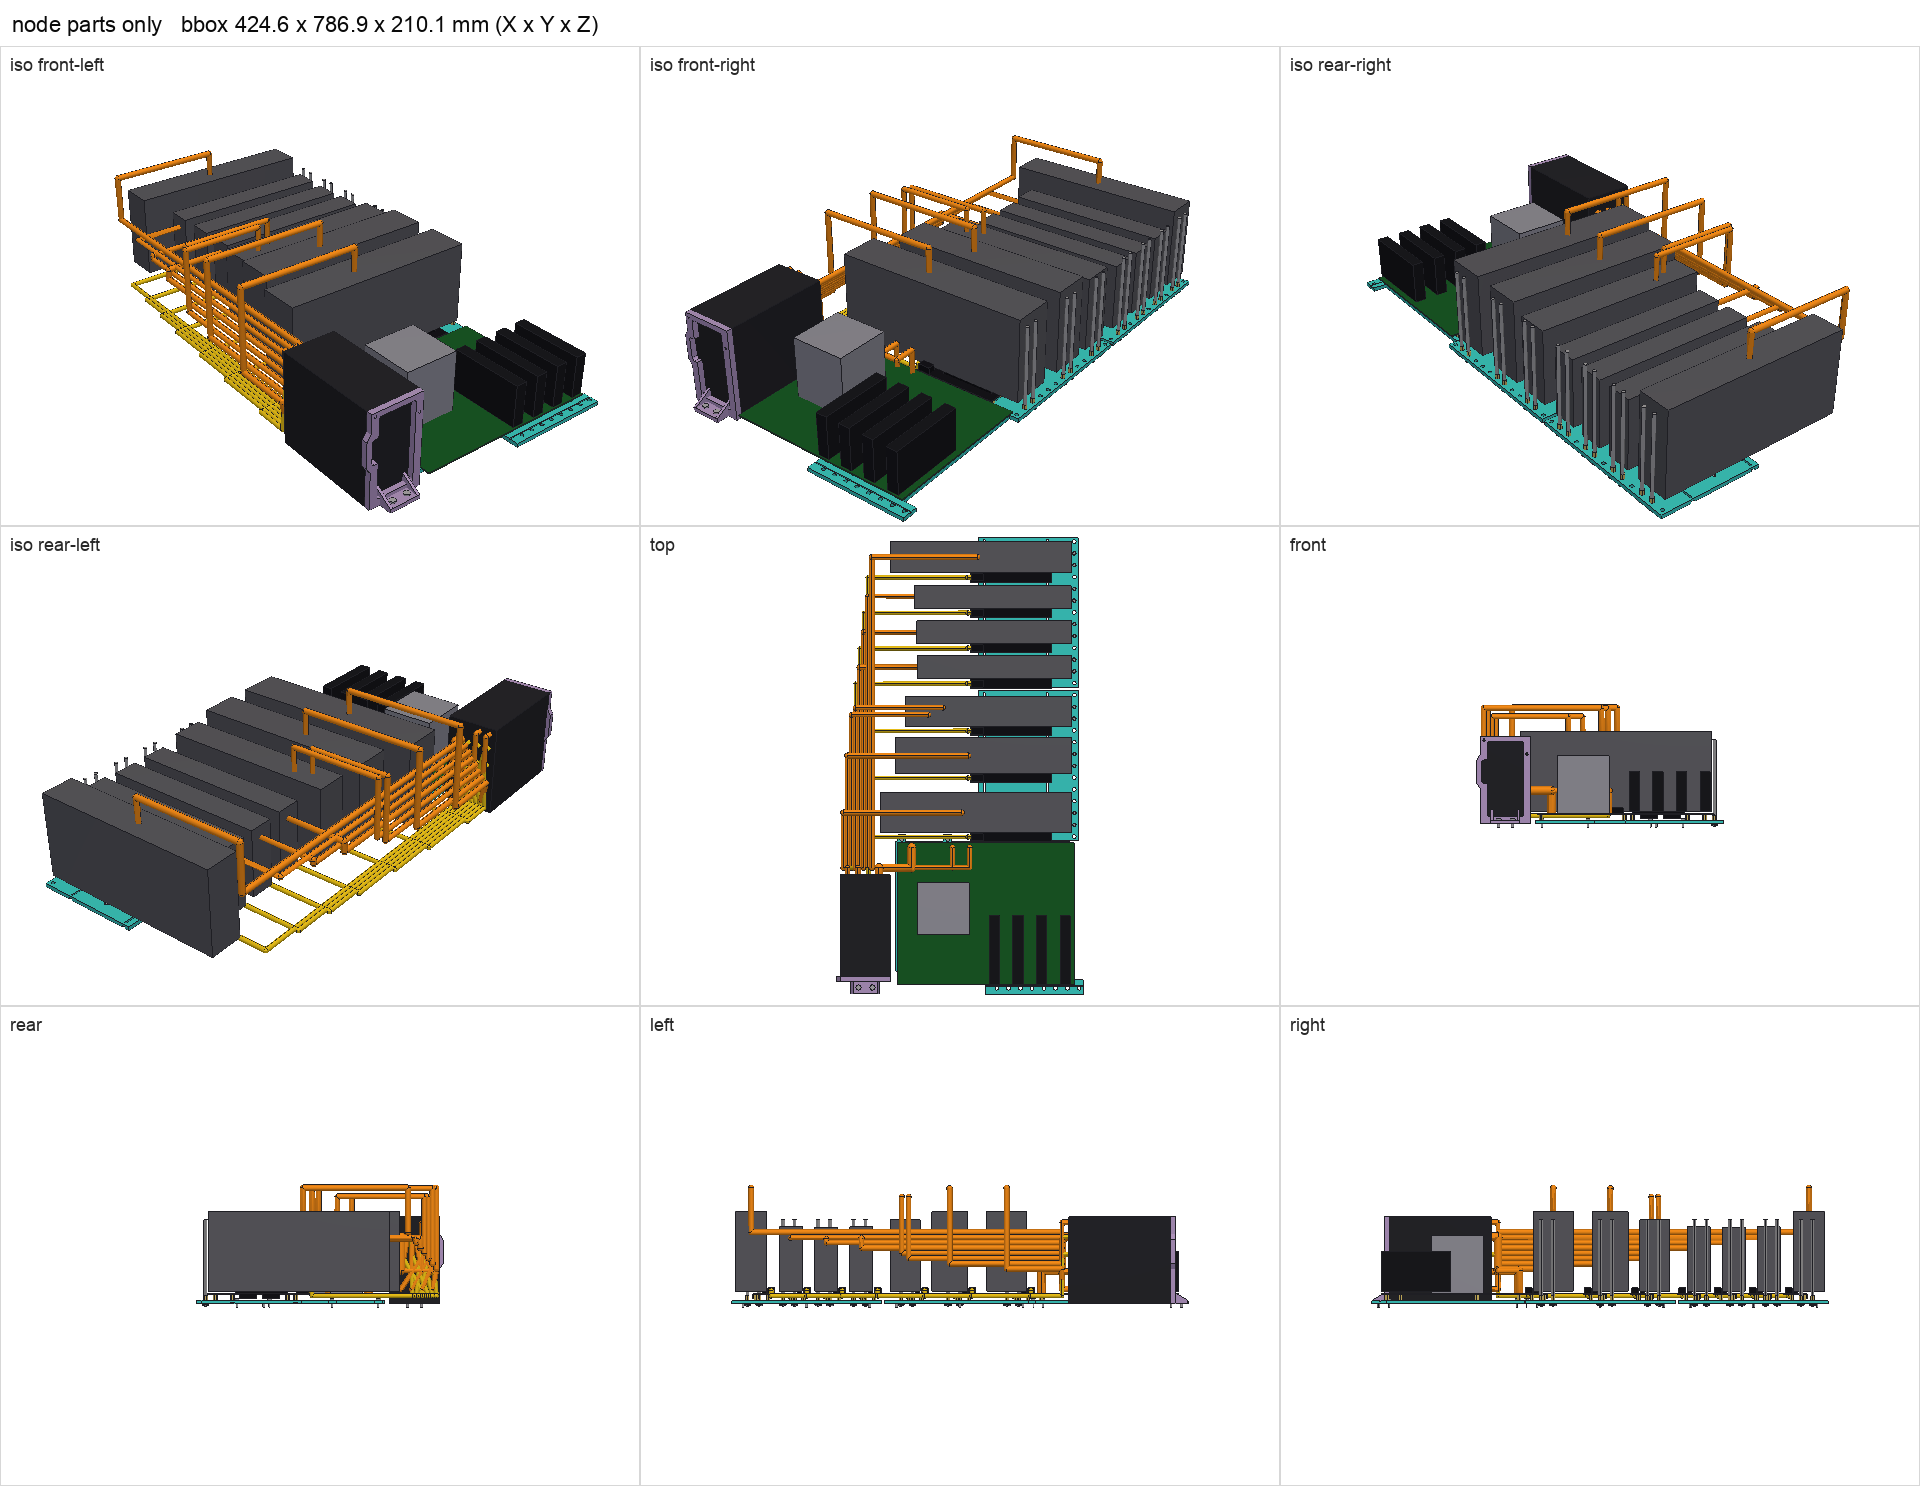 node parts only bbox 424.6 x 786.9 x 210.1 mm (X x Y x Z)
iso front-left
iso front-right
iso rear-right
iso rear-left
top
front
rear
left
right